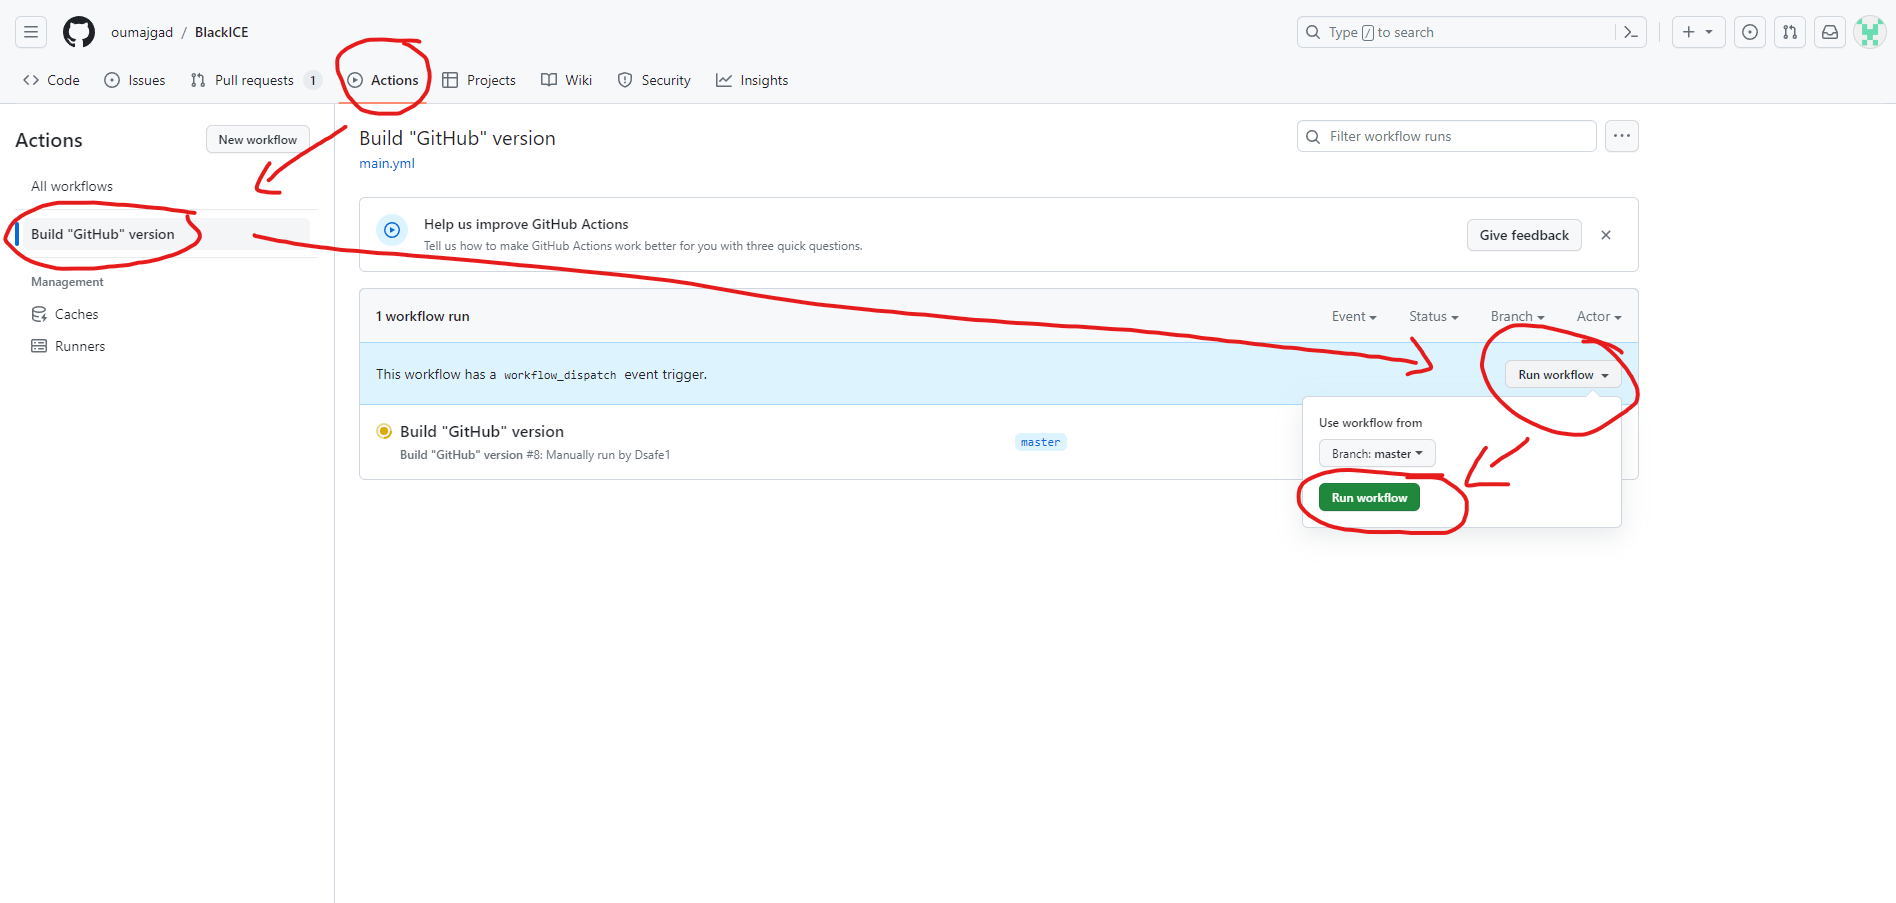 oumajgad / BlackICE
Type / to search
Code Issues Pull requests 1 Actions Projects Wiki Security Insights
Actions
New workflow
All workflows
Build "GitHub" version
Management
Caches
Runners
Build "GitHub" version
main.yml
Filter workflow runs
Help us improve GitHub Actions
Tell us how to make GitHub Actions work better for you with three quick questions.
Give feedback
1 workflow run
Event Status Branch Actor
This workflow has a workflow_dispatch event trigger.
Run workflow
Build "GitHub" version
Build "GitHub" version #8: Manually run by Dsafe1
master
Use workflow from
Branch: master
Run workflow